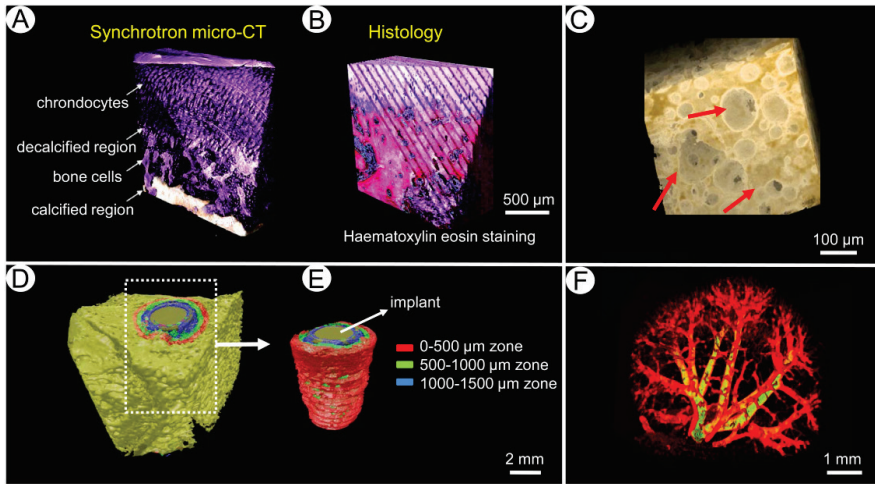 A
Synchrotron micro-CT
chrondocytes
decalcified region
bone cells
calcified region
B
Histology
500 µm
Haematoxylin eosin staining
C
100 µm
D
E
implant
0-500 µm zone
500-1000 µm zone
1000-1500 µm zone
2 mm
F
1 mm